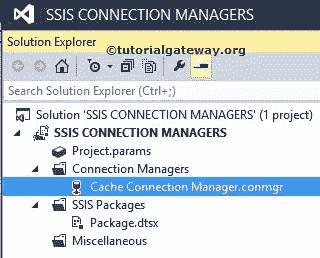 SSIS CONNECTION MANAGERS
Solution Explorer
©tutorialgateway.org
Search Solution Explorer (Ctrl+;)
Solution 'SSIS CONNECTION MANAGERS' (1 project)
SSIS CONNECTION MANAGERS
Project.params
Connection Managers
Cache Connection Manager.conmgr
SSIS Packages
Package.dtsx
Miscellaneous